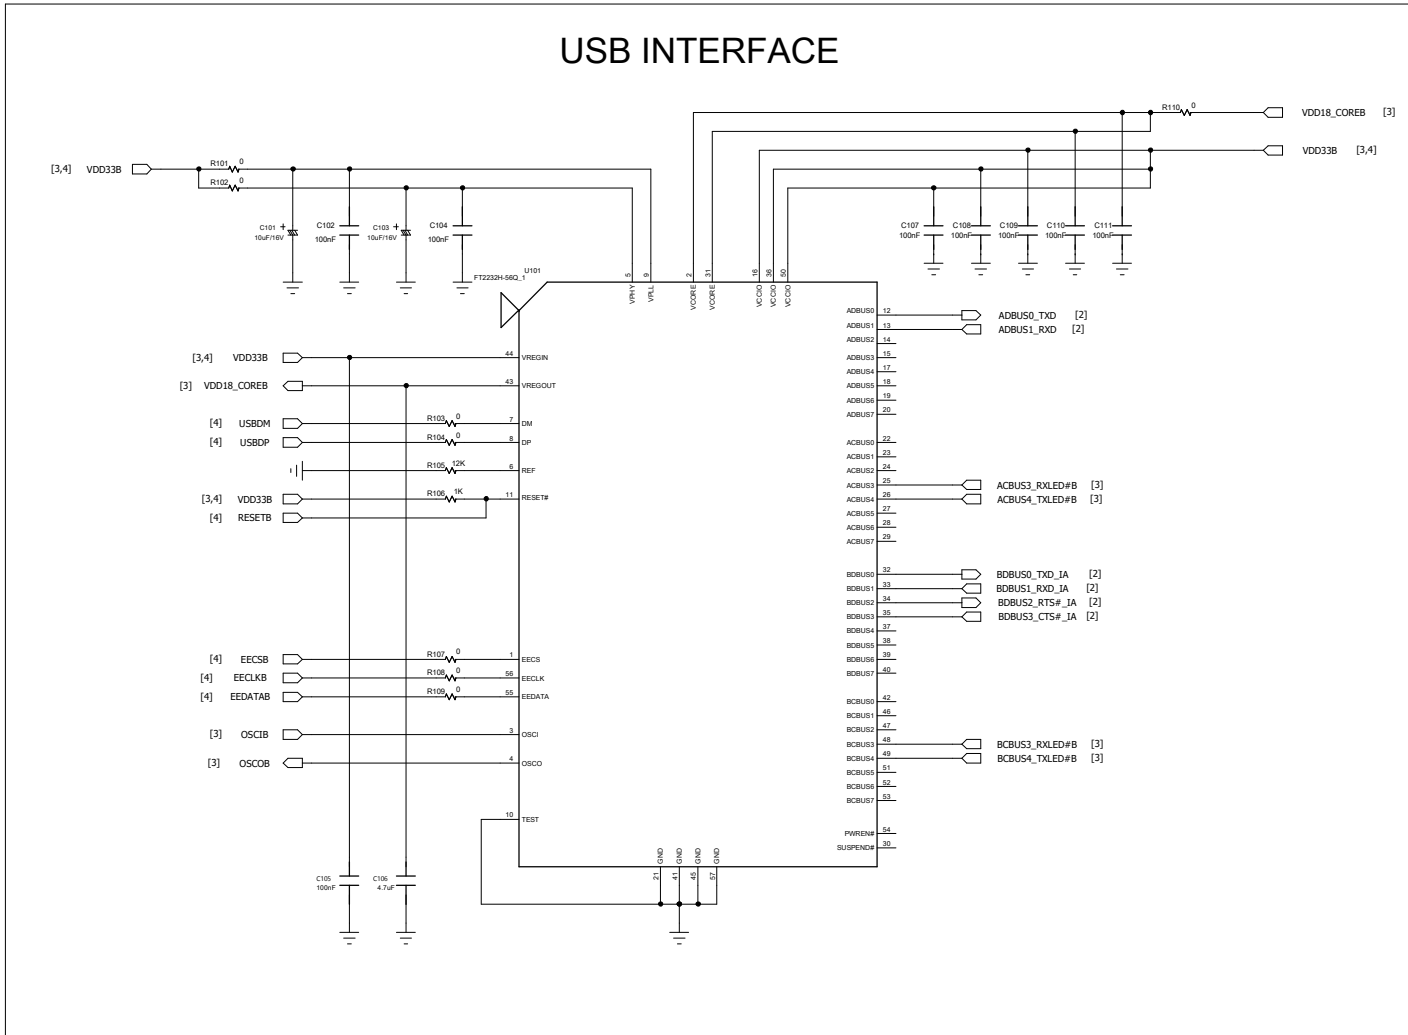 USB INTERFACE
R110 0 VDD18_COREB [3]
VDD33B [3,4]
[3,4] VDD33B R101 0
R102 0
C101 + 10uF/16V
C102 100nF
C103 + 10uF/16V
C104 100nF
C107 100nF
C108 100nF
C109 100nF
C110 100nF
C111 100nF
U101
FT2232H-56Q_1
5 VPHY
9 VPLL
2 VCORE
31 VCORE
16 VCCIO
36 VCCIO
50 VCCIO
[3,4] VDD33B 44 VREGIN
[3] VDD18_COREB 43 VREGOUT
[4] USBDM R103 0 7 DM
[4] USBDP R104 0 8 DP
R105 12K 6 REF
[3,4] VDD33B R106 1K 11 RESET#
[4] RESETB
[4] EECSB R107 0 1 EECS
[4] EECLKB R108 0 56 EECLK
[4] EEDATAB R109 0 55 EEDATA
[3] OSCIB 3 OSCI
[3] OSCOB 4 OSCO
10 TEST
C105 100nF
C106 4.7uF
ADBUS0 12 ADBUS0_TXD [2]
ADBUS1 13 ADBUS1_RXD [2]
ADBUS2 14
ADBUS3 15
ADBUS4 17
ADBUS5 18
ADBUS6 19
ADBUS7 20
ACBUS0 22
ACBUS1 23
ACBUS2 24
ACBUS3 25 ACBUS3_RXLED#B [3]
ACBUS4 26 ACBUS4_TXLED#B [3]
ACBUS5 27
ACBUS6 28
ACBUS7 29
BDBUS0 32 BDBUS0_TXD_IA [2]
BDBUS1 33 BDBUS1_RXD_IA [2]
BDBUS2 34 BDBUS2_RTS#_IA [2]
BDBUS3 35 BDBUS3_CTS#_IA [2]
BDBUS4 37
BDBUS5 38
BDBUS6 39
BDBUS7 40
BCBUS0 42
BCBUS1 46
BCBUS2 47
BCBUS3 48 BCBUS3_RXLED#B [3]
BCBUS4 49 BCBUS4_TXLED#B [3]
BCBUS5 51
BCBUS6 52
BCBUS7 53
PWREN# 54
SUSPEND# 30
GND 21
GND 41
GND 45
GND 57